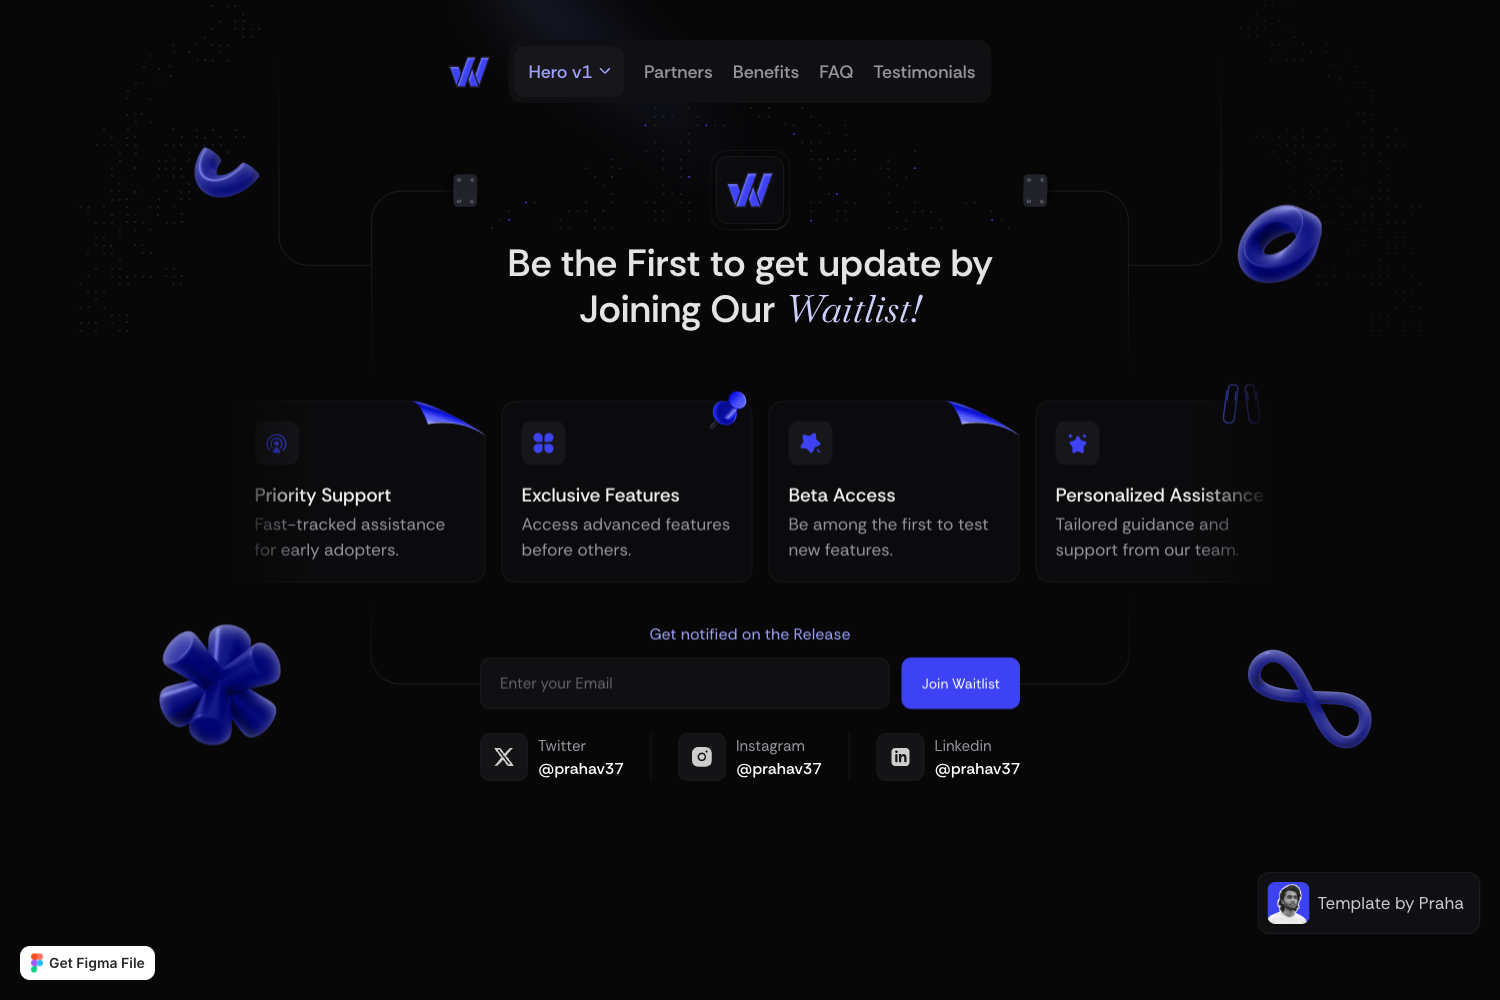 Hero v1
Partners
Benefits
FAQ
Testimonials
Be the First to get update by
Joining Our Waitlist!
Priority Support
Fast-tracked assistance
for early adopters.
Exclusive Features
Access advanced features
before others.
Beta Access
Be among the first to test
new features.
Personalized Assistance
Tailored guidance and
support from our team.
Get notified on the Release
Enter your Email
Join Waitlist
Twitter
@prahav37
Instagram
@prahav37
Linkedin
@prahav37
Template by Praha
Get Figma File